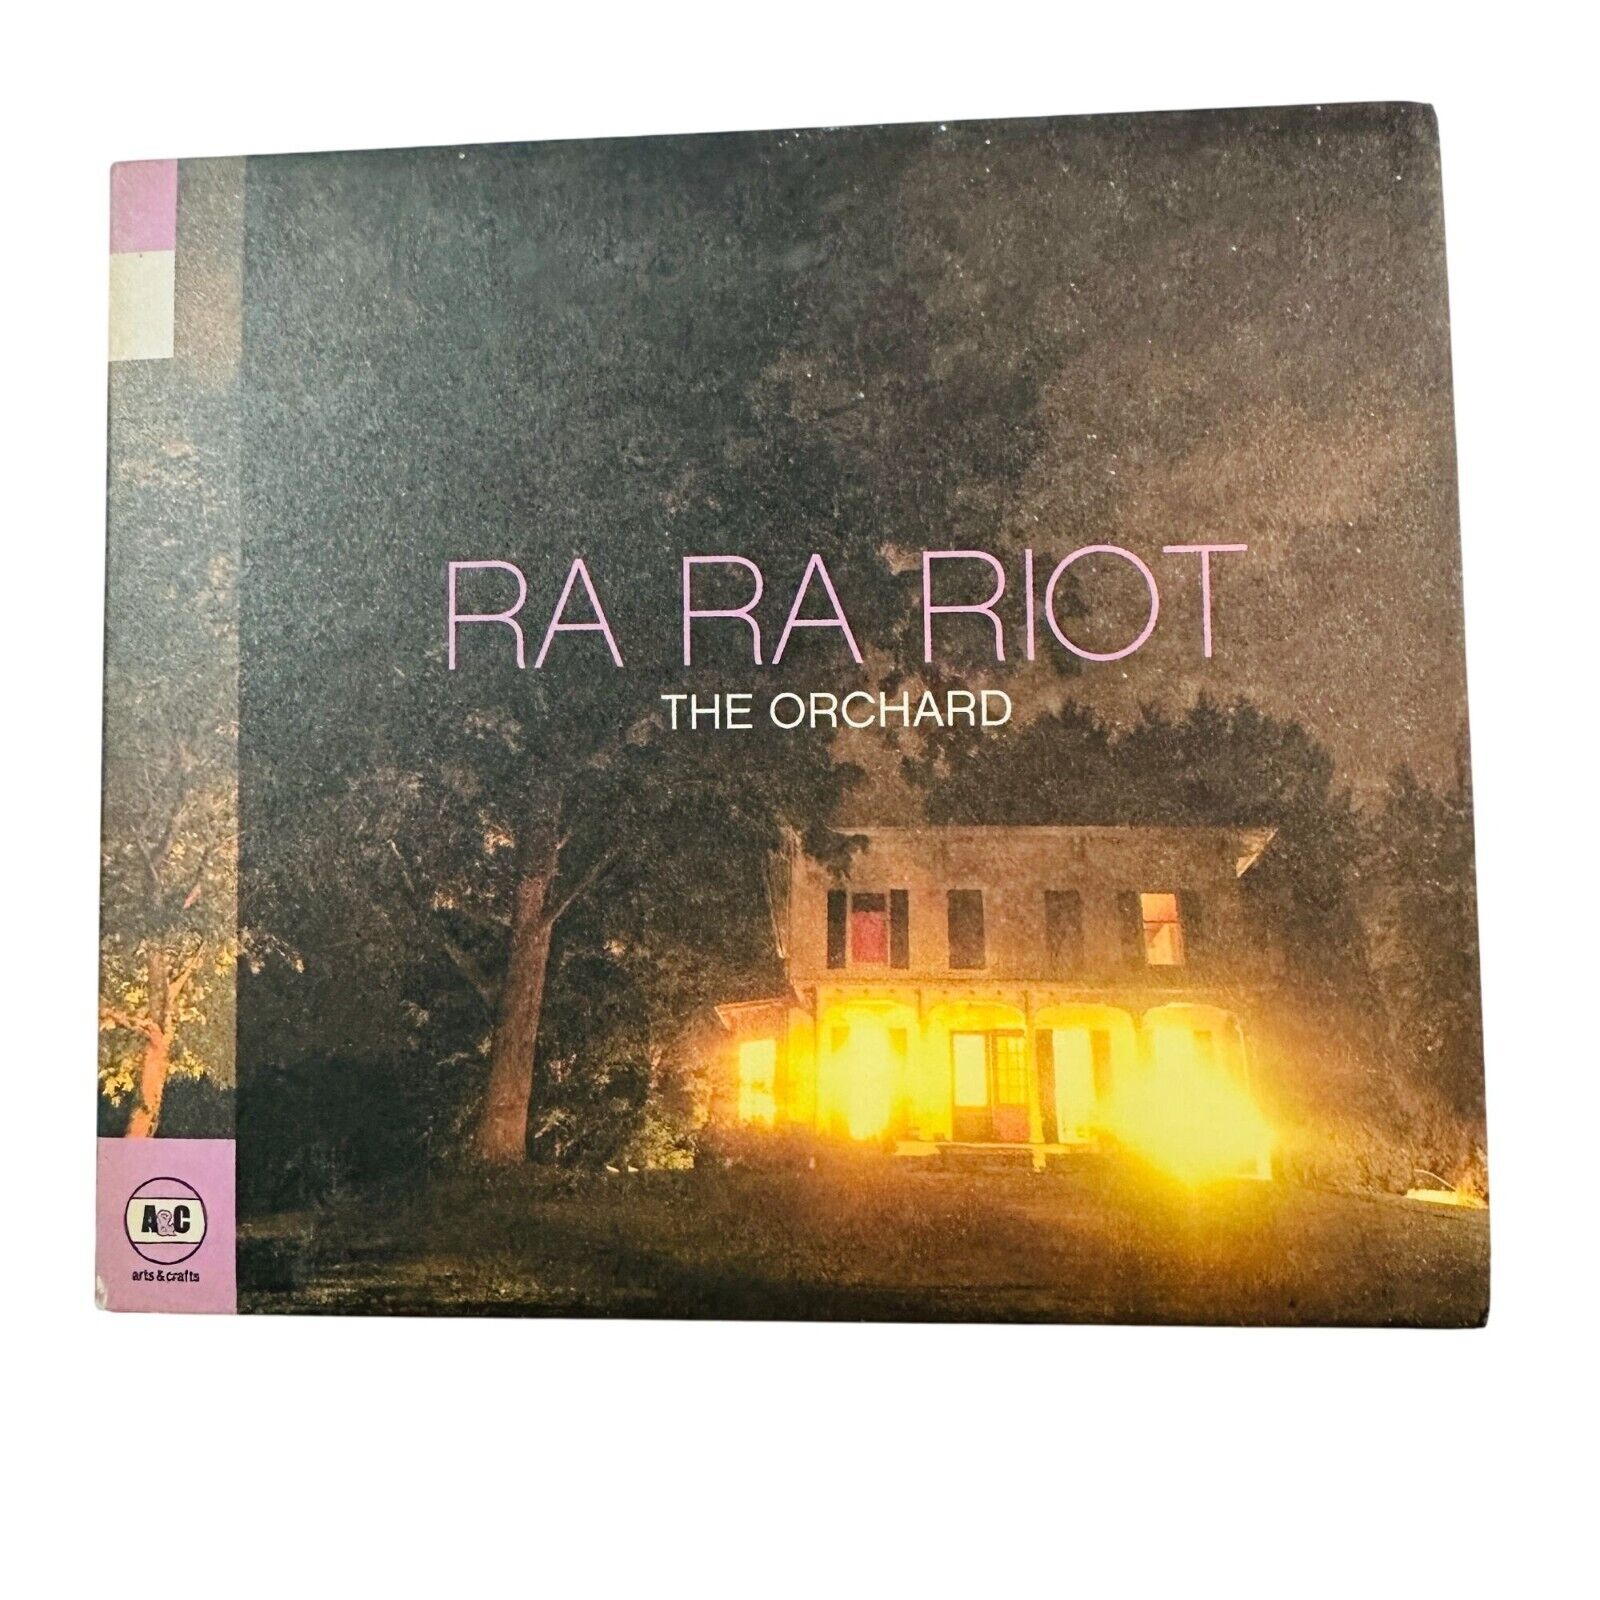 RA RA RIOT
THE ORCHARD
A&C
arts & crafts